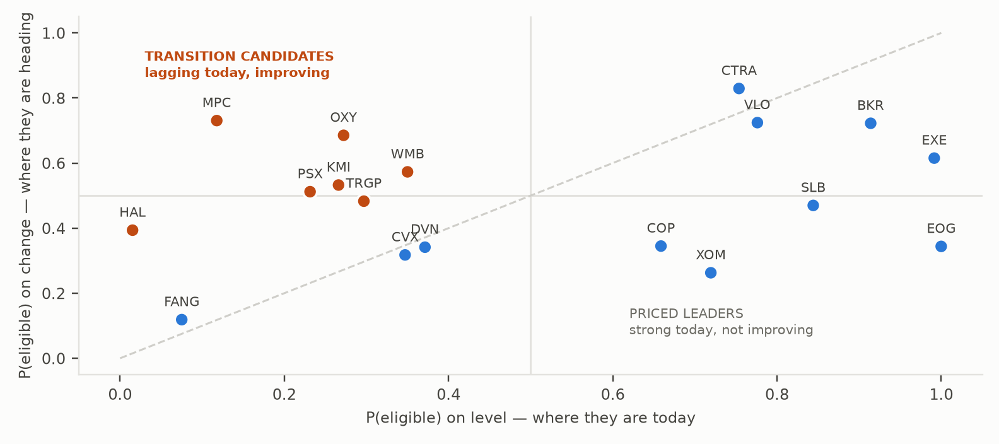 P(eligible) on change — where they are heading
1.0
0.8
0.6
0.4
0.2
0.0
TRANSITION CANDIDATES
lagging today, improving
MPC
OXY
WMB
KMI
PSX
TRGP
HAL
DVN
CVX
FANG
CTRA
VLO
BKR
EXE
SLB
COP
EOG
XOM
PRICED LEADERS
strong today, not improving
0.0
0.2
0.4
0.6
0.8
1.0
P(eligible) on level — where they are today